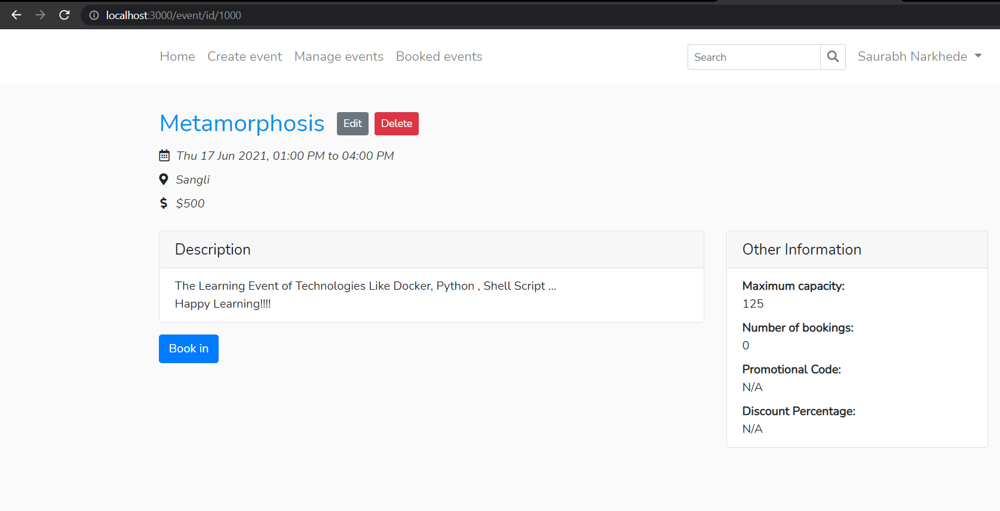 localhost:3000/event/id/1000
Home Create event Manage events Booked events Search Saurabh Narkhede
Metamorphosis Edit Delete
Thu 17 Jun 2021, 01:00 PM to 04:00 PM
Sangli
$500
Description
The Learning Event of Technologies Like Docker, Python , Shell Script ...
Happy Learning!!!!
Book in
Other Information
Maximum capacity:
125
Number of bookings:
0
Promotional Code:
N/A
Discount Percentage:
N/A